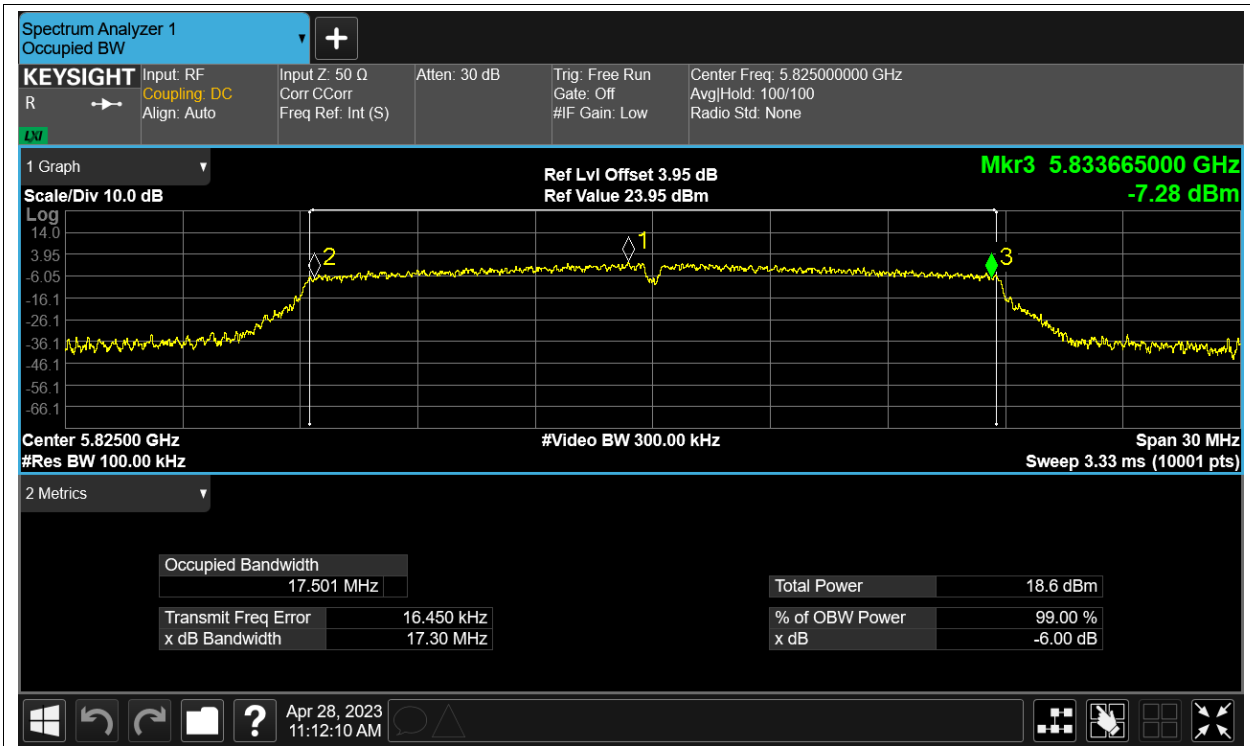 Spectrum Analyzer 1
Occupied BW
KEYSIGHT
R
LXI
Input: RF
Coupling: DC
Align: Auto
Input Z: 50 Ω
Corr CCorr
Freq Ref: Int (S)
Atten: 30 dB
Trig: Free Run
Gate: Off
#IF Gain: Low
Center Freq: 5.825000000 GHz
Avg|Hold: 100/100
Radio Std: None
1 Graph
Scale/Div 10.0 dB
Ref Lvl Offset 3.95 dB
Ref Value 23.95 dBm
Mkr3 5.833665000 GHz
-7.28 dBm
Log
14.0
3.95
-6.05
-16.1
-26.1
-36.1
-46.1
-56.1
-66.1
2
1
3
Center 5.82500 GHz
#Res BW 100.00 kHz
#Video BW 300.00 kHz
Span 30 MHz
Sweep 3.33 ms (10001 pts)
2 Metrics
Occupied Bandwidth
17.501 MHz
Transmit Freq Error 16.450 kHz
x dB Bandwidth 17.30 MHz
Total Power 18.6 dBm
% of OBW Power 99.00 %
x dB -6.00 dB
?
Apr 28, 2023
11:12:10 AM